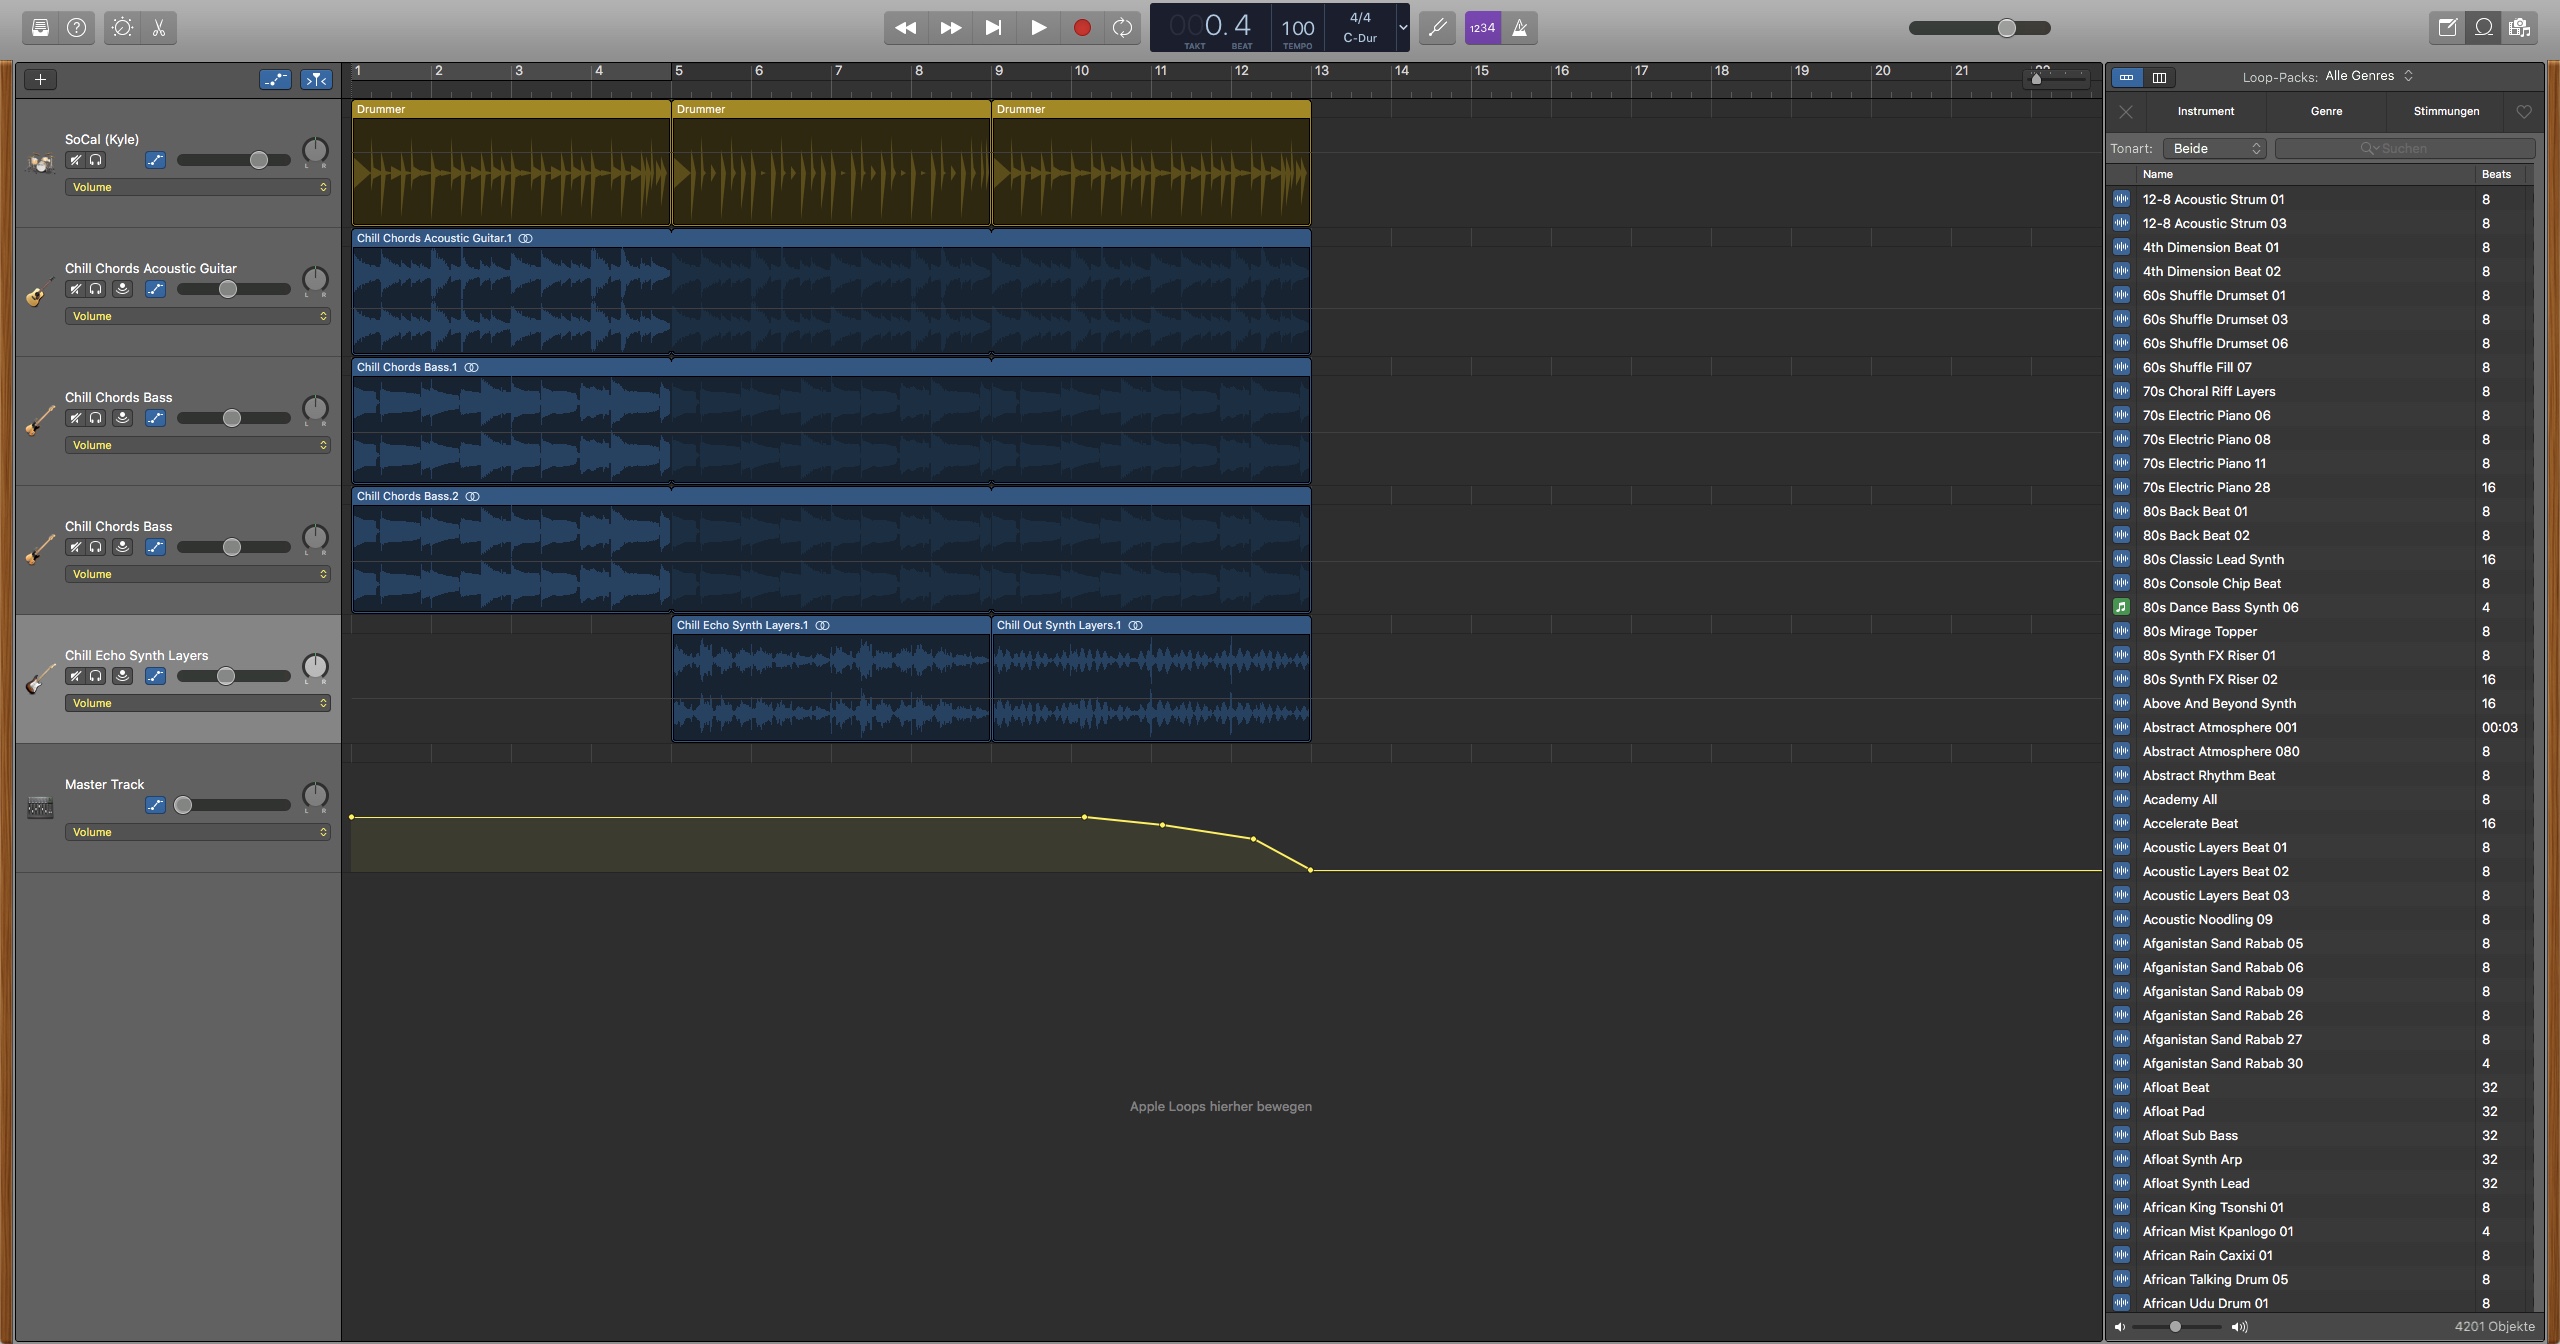 000.4
TAKT BEAT
100
TEMPO
4/4
C-Dur
1234
1 2 3 4 5 6 7 8 9 10 11 12 13 14 15 16 17 18 19 20 21
Drummer Drummer Drummer
SoCal (Kyle)
L R
Volume
Chill Chords Acoustic Guitar.1
Chill Chords Acoustic Guitar
L R
Volume
Chill Chords Bass.1
Chill Chords Bass
L R
Volume
Chill Chords Bass.2
Chill Chords Bass
L R
Volume
Chill Echo Synth Layers.1 Chill Out Synth Layers.1
Chill Echo Synth Layers
L R
Volume
Master Track
L R
Volume
Apple Loops hierher bewegen
Loop-Packs: Alle Genres
Instrument Genre Stimmungen
Tonart: Beide Suchen
Name Beats
12-8 Acoustic Strum 01 8
12-8 Acoustic Strum 03 8
4th Dimension Beat 01 8
4th Dimension Beat 02 8
60s Shuffle Drumset 01 8
60s Shuffle Drumset 03 8
60s Shuffle Drumset 06 8
60s Shuffle Fill 07 8
70s Choral Riff Layers 8
70s Electric Piano 06 8
70s Electric Piano 08 8
70s Electric Piano 11 8
70s Electric Piano 28 16
80s Back Beat 01 8
80s Back Beat 02 8
80s Classic Lead Synth 16
80s Console Chip Beat 8
80s Dance Bass Synth 06 4
80s Mirage Topper 8
80s Synth FX Riser 01 8
80s Synth FX Riser 02 16
Above And Beyond Synth 16
Abstract Atmosphere 001 00:03
Abstract Atmosphere 080 8
Abstract Rhythm Beat 8
Academy All 8
Accelerate Beat 16
Acoustic Layers Beat 01 8
Acoustic Layers Beat 02 8
Acoustic Layers Beat 03 8
Acoustic Noodling 09 8
Afganistan Sand Rabab 05 8
Afganistan Sand Rabab 06 8
Afganistan Sand Rabab 09 8
Afganistan Sand Rabab 26 8
Afganistan Sand Rabab 27 8
Afganistan Sand Rabab 30 4
Afloat Beat 32
Afloat Pad 32
Afloat Sub Bass 32
Afloat Synth Arp 32
Afloat Synth Lead 32
African King Tsonshi 01 8
African Mist Kpanlogo 01 4
African Rain Caxixi 01 8
African Talking Drum 05 8
African Udu Drum 01 8
4201 Objekte